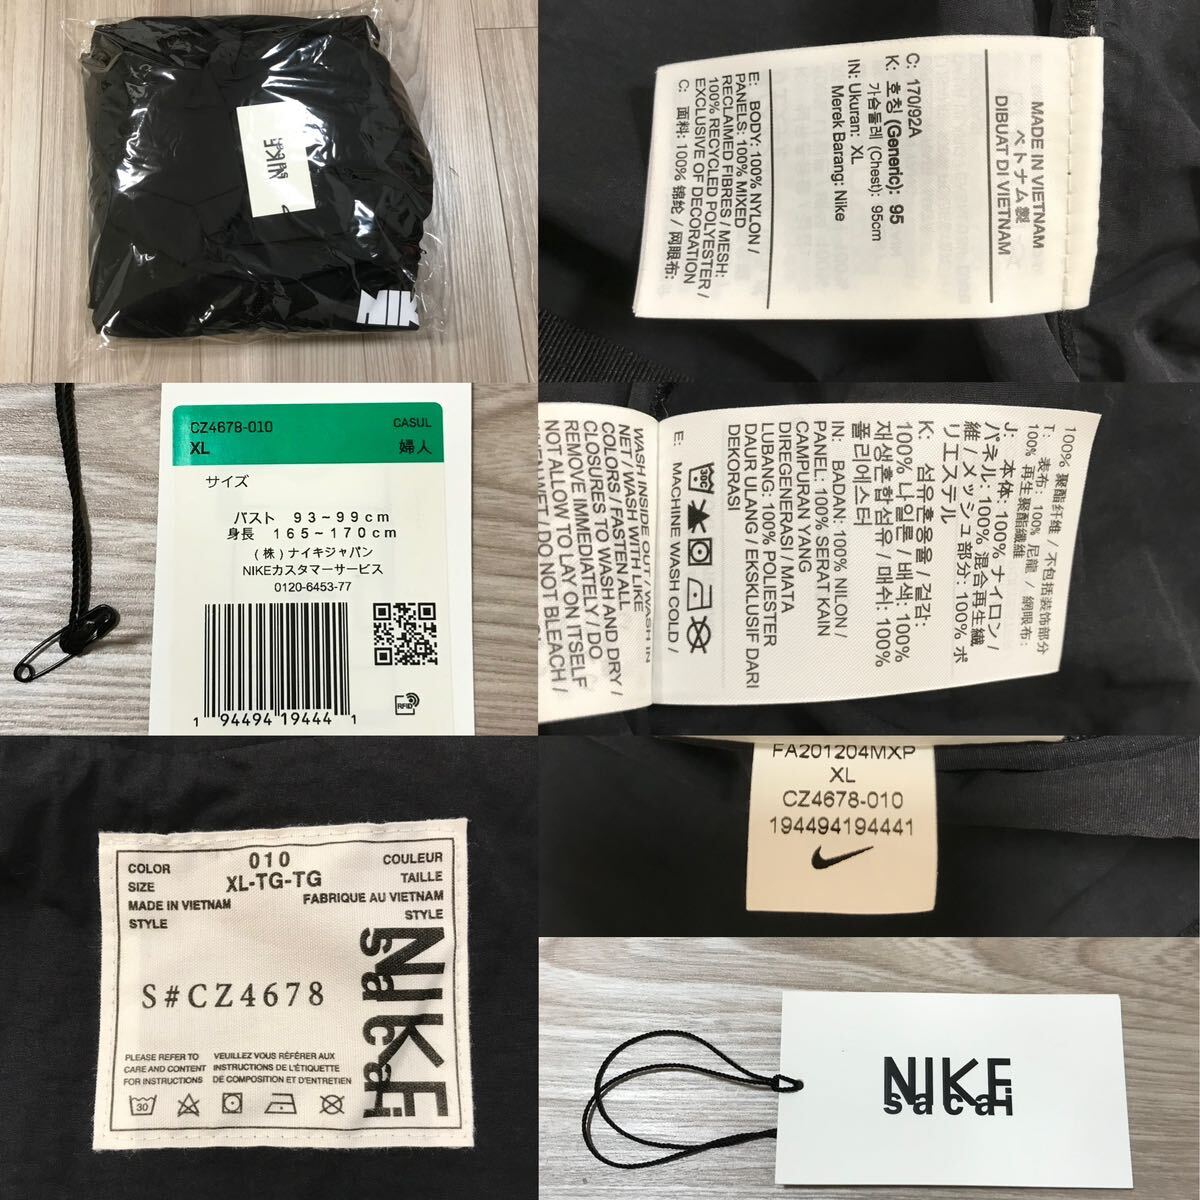 NIKE
sacai
NIK
MADE IN VIETNAM
ベトナム製
DIBUAT DI VIETNAM
C: 170/92A
K: 호칭 (Generic): 95
가슴둘레 (Chest): 95cm
IN: Ukuran: XL
Merek Barang: Nike
E: BODY: 100% NYLON /
PANELS: 100% MIXED
RECLAIMED FIBRES / MESH:
100% RECYCLED POLYESTER /
EXCLUSIVE OF DECORATION
C: 面料: 100% 锦纶 / 网眼布:
CZ4678-010
CASUL
XL
婦人
サイズ
バスト 93~99cm
身長 165~170cm
(株)ナイキジャパン
NIKEカスタマーサービス
0120-6453-77
1 94494 19444 1
RFID
100% 聚酯纤维 / 不包括装饰部分
T: 表布: 100% 尼龍 / 網眼布:
100% 再生聚酯纖維
J: 本体: 100% ナイロン /
パネル: 100% 混合再生繊
維 / メッシュ部分: 100% ポ
リエステル
K: 섬유혼용율 / 겉감:
100% 나일론 / 배색: 100%
재생혼합섬유 / 매쉬: 100%
폴리에스터
IN: BADAN: 100% NILON /
PANEL: 100% SERAT KAIN
CAMPURAN YANG
DIREGENERASI / MATA
LUBANG: 100% POLIESTER
DAUR ULANG / EKSKLUSIF DARI
DEKORASI
30C
E: MACHINE WASH COLD /
WASH INSIDE OUT / WASH IN
NET / WASH WITH LIKE
COLORS / FASTEN ALL
CLOSURES TO WASH AND DRY /
REMOVE IMMEDIATELY / DO
NOT ALLOW TO LAY ON ITSELF
WHEN WET / DO NOT BLEACH /
COLOR 010 COULEUR
SIZE XL-TG-TG TAILLE
MADE IN VIETNAM FABRIQUE AU VIETNAM
STYLE STYLE
NIKE
sacai
S#CZ4678
PLEASE REFER TO
CARE AND CONTENT
FOR INSTRUCTIONS
VEUILLEZ VOUS RÉFÉRER AUX
INSTRUCTIONS DE L'ÉTIQUETTE
DE COMPOSITION ET D'ENTRETIEN
30
FA201204MXP
XL
CZ4678-010
194494194441
NIKE
sacai